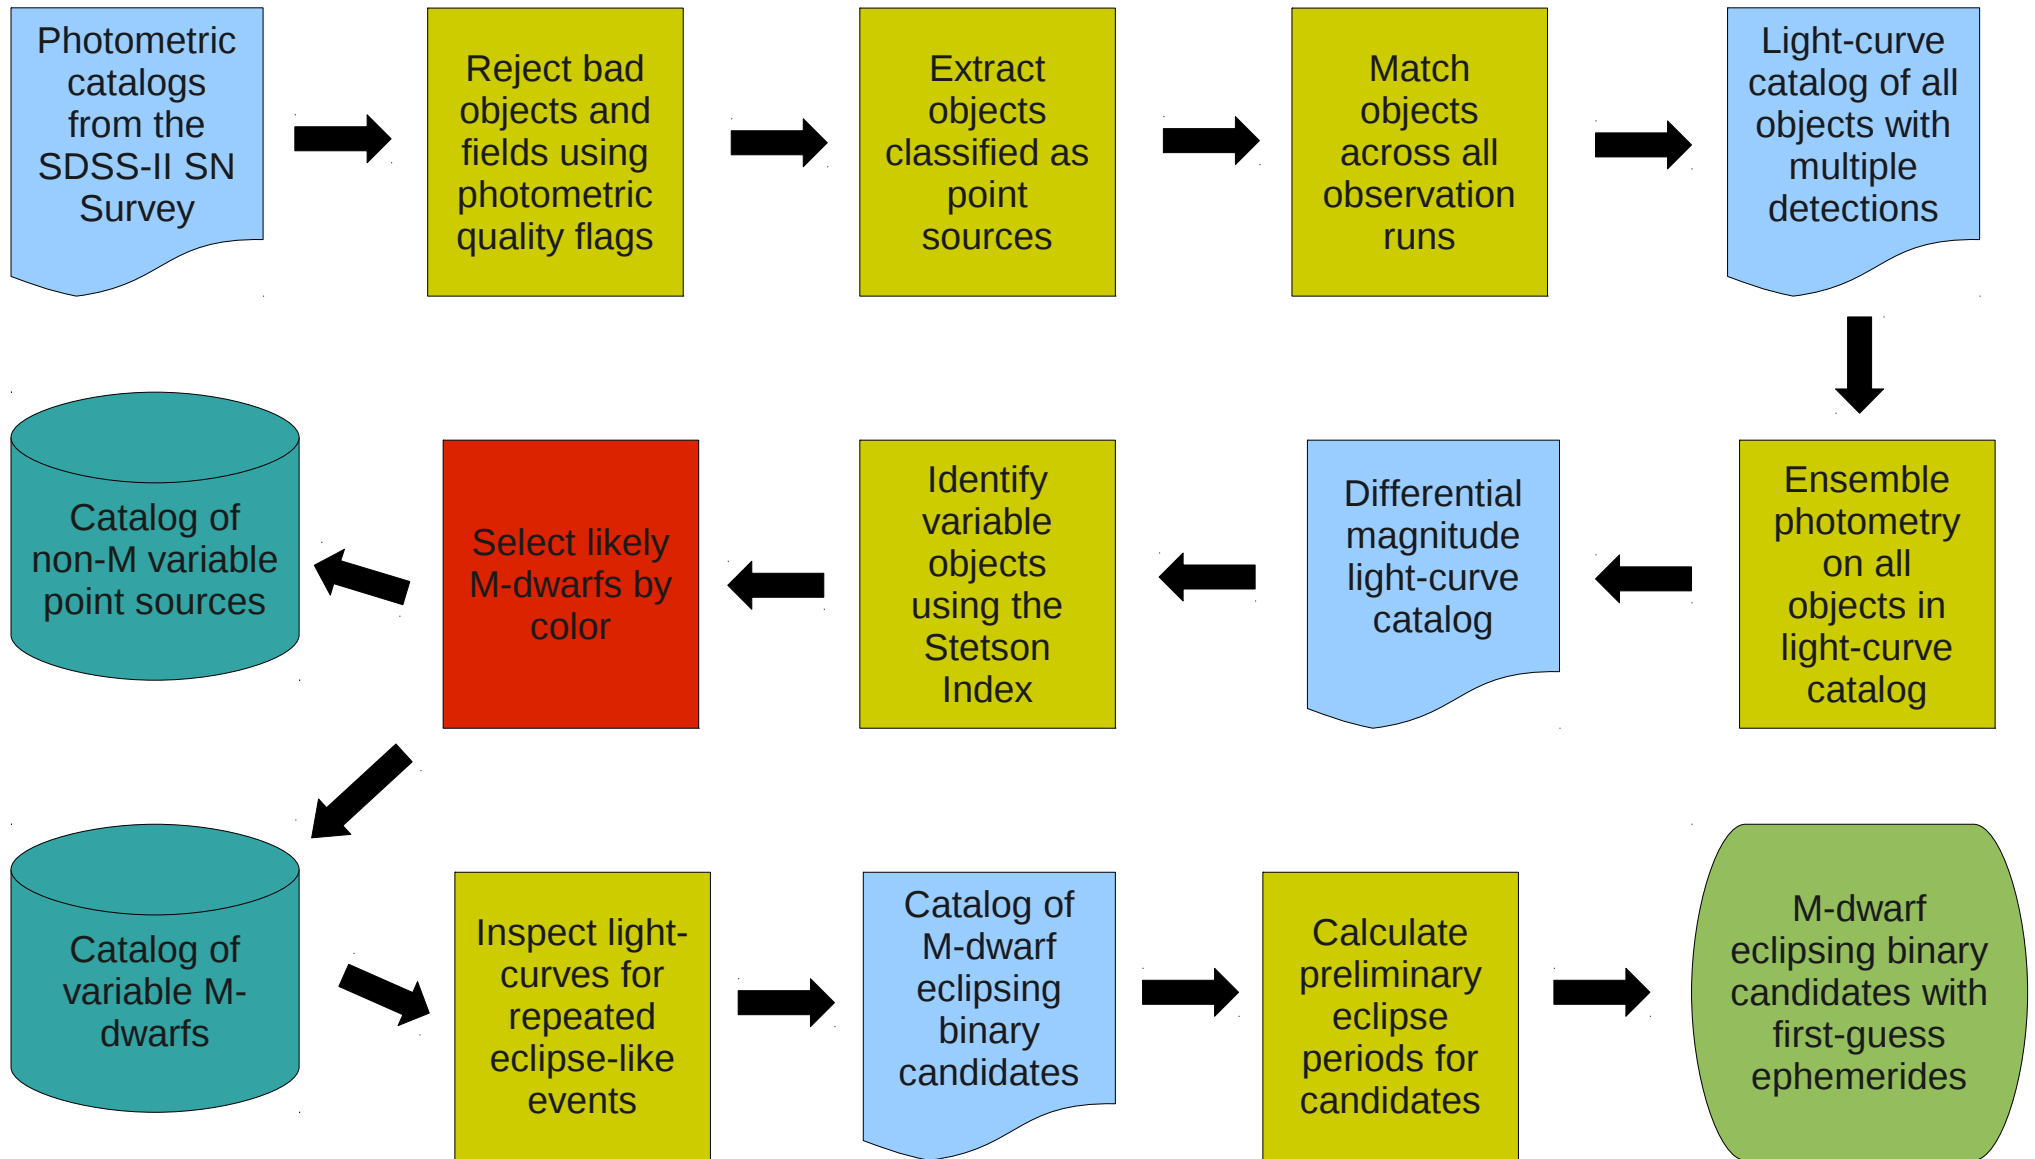 Photometric
catalogs
from the
SDSS-II SN
Survey
Reject bad
objects and
fields using
photometric
quality flags
Extract
objects
classified as
point
sources
Match
objects
across all
observation
runs
Light-curve
catalog of all
objects with
multiple
detections
Ensemble
photometry
on all
objects in
light-curve
catalog
Differential
magnitude
light-curve
catalog
Identify
variable
objects
using the
Stetson
Index
Select likely
M-dwarfs by
color
Catalog of
non-M variable
point sources
Catalog of
variable M-
dwarfs
Inspect light-
curves for
repeated
eclipse-like
events
Catalog of
M-dwarf
eclipsing
binary
candidates
Calculate
preliminary
eclipse
periods for
candidates
M-dwarf
eclipsing binary
candidates with
first-guess
ephemerides